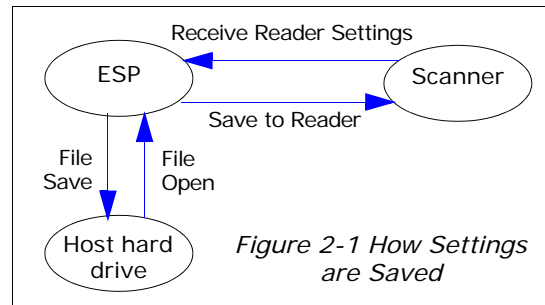 Receive Reader Settings
ESP
Scanner
Save to Reader
File
Save
File
Open
Host hard
drive
Figure 2-1 How Settings
are Saved